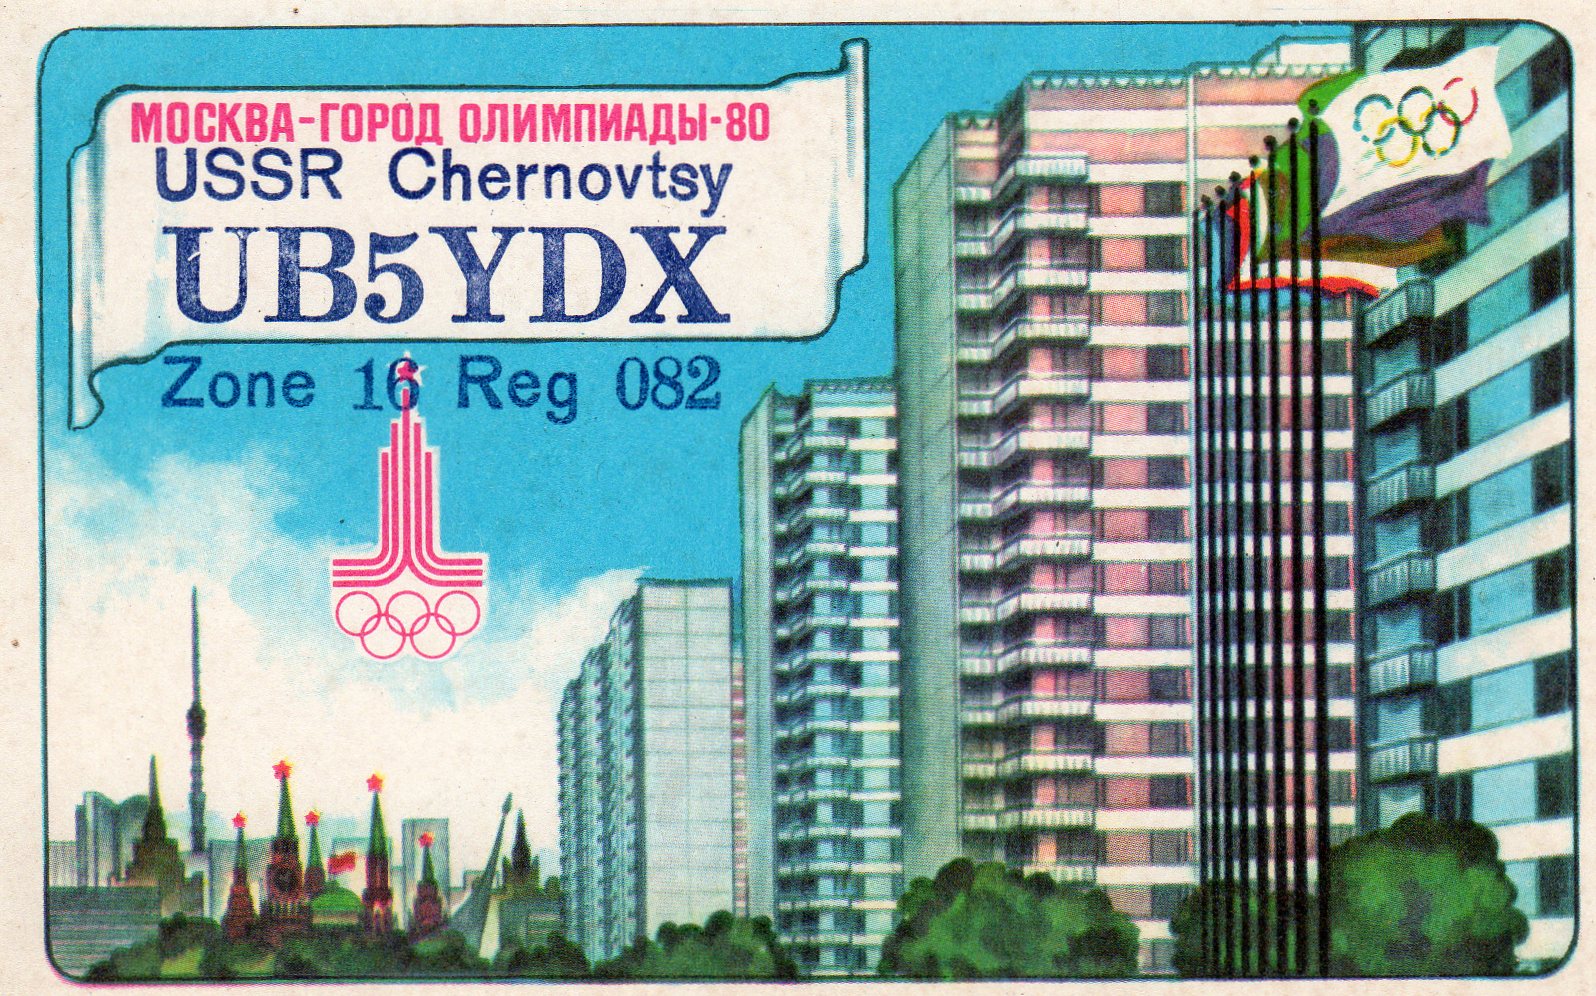 МОСКВА-ГОРОД ОЛИМПИАДЫ-80
USSR Chernovtsy
UB5YDX
Zone 16 Reg 082